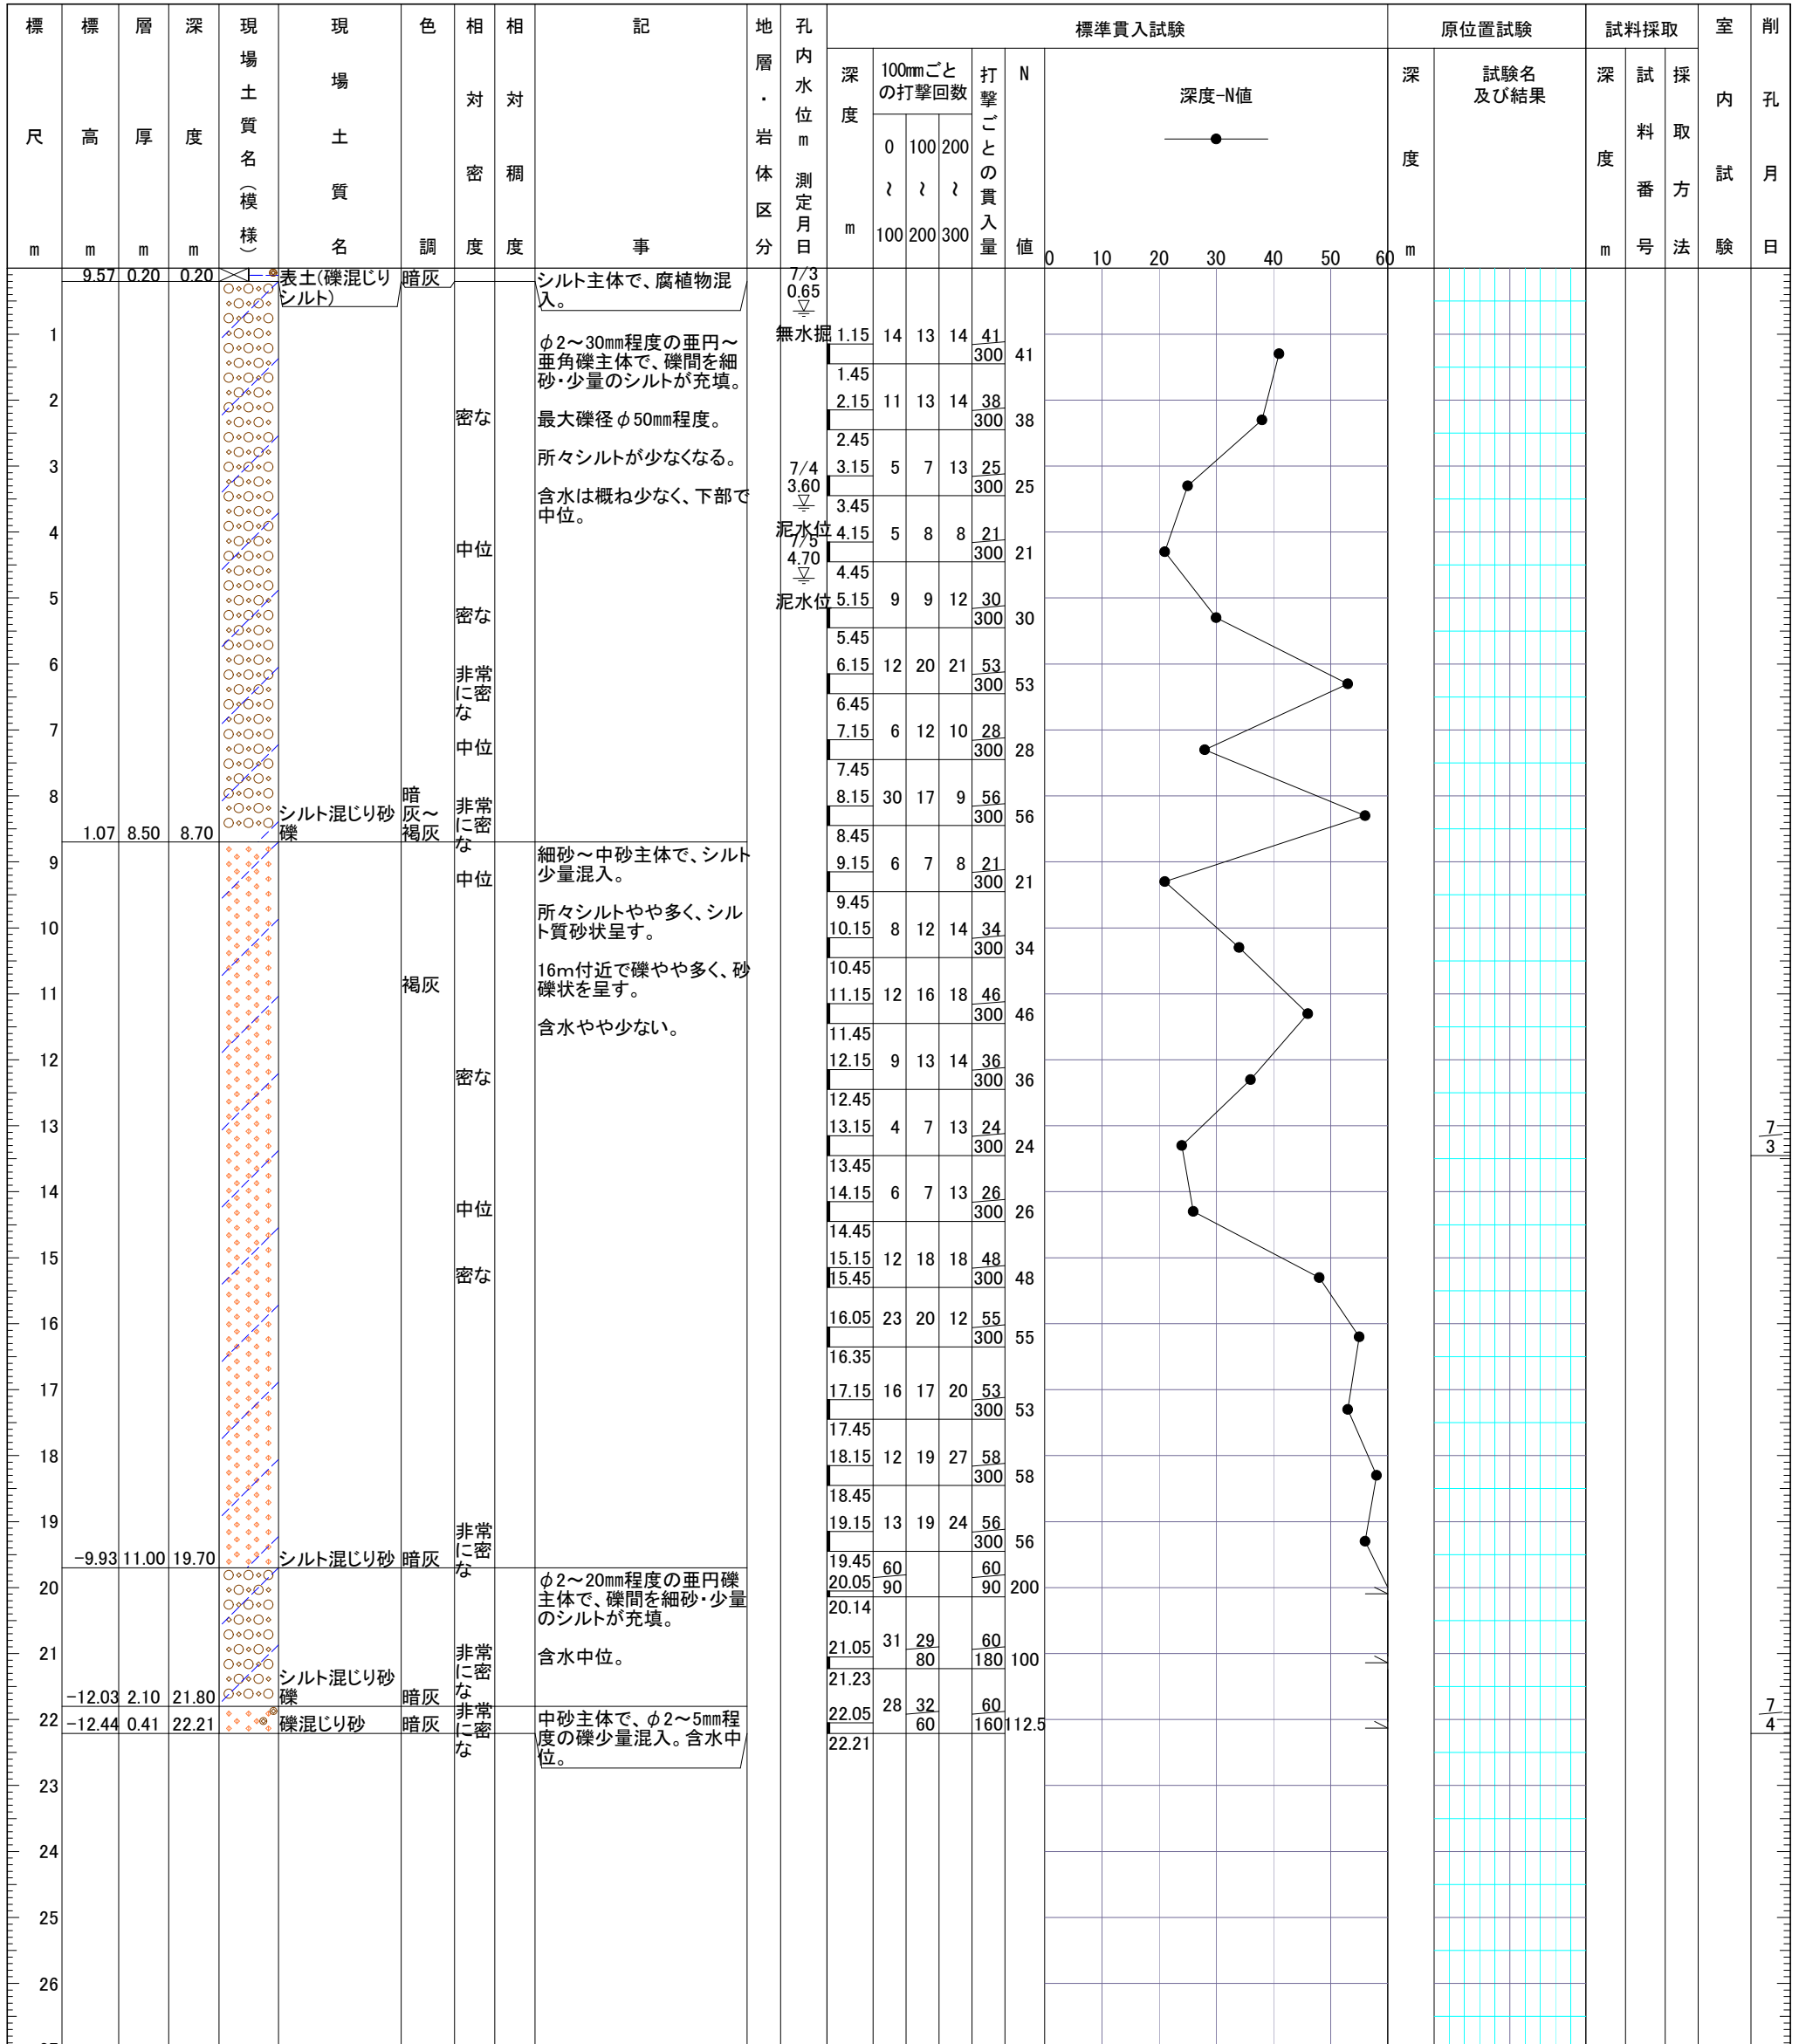 標尺 m
標高 m
層厚 m
深度 m
現場土質名(模様)
現場土質名
色調
相対密度
相対稠度
記事
地層・岩体区分
孔内水位m 測定月日
標準貫入試験
深度 m
100mmごと
の打撃回数
0 ~ 100
100 ~ 200
200 ~ 300
打撃ごとの貫入量
N値
深度-N値
0 10 20 30 40 50 60
原位置試験
深度 m
試験名
及び結果
試料採取
深度 m
試料番号
採取方法
室内試験
削孔月日
9.57 0.20 0.20
表土(礫混じり
シルト)
暗灰
シルト主体で、腐植物混
入。
7/3
0.65
無水掘
φ2~30mm程度の亜円~
亜角礫主体で、礫間を細
砂・少量のシルトが充填。
最大礫径φ50mm程度。
所々シルトが少なくなる。
含水は概ね少なく、下部で
中位。
密な
中位
密な
非常
に密
な
中位
非常
に密
な
7/4
3.60
泥水位
7/5
4.70
泥水位
1.07 8.50 8.70
シルト混じり砂
礫
暗
灰~
褐灰
細砂~中砂主体で、シルト
少量混入。
所々シルトやや多く、シル
ト質砂状呈す。
16m付近で礫やや多く、砂
礫状を呈す。
含水やや少ない。
中位
褐灰
密な
中位
密な
非常
に密
な
-9.93 11.00 19.70
シルト混じり砂 暗灰
φ2~20mm程度の亜円礫
主体で、礫間を細砂・少量
のシルトが充填。
含水中位。
非常
に密
な
-12.03 2.10 21.80
シルト混じり砂
礫
暗灰
-12.44 0.41 22.21
礫混じり砂 暗灰
非常
に密
な
中砂主体で、φ2~5mm程
度の礫少量混入。含水中
位。
1
2
3
4
5
6
7
8
9
10
11
12
13
14
15
16
17
18
19
20
21
22
23
24
25
26
1.15 14 13 14 41
300 41
1.45
2.15 11 13 14 38
300 38
2.45
3.15 5 7 13 25
300 25
3.45
4.15 5 8 8 21
300 21
4.45
5.15 9 9 12 30
300 30
5.45
6.15 12 20 21 53
300 53
6.45
7.15 6 12 10 28
300 28
7.45
8.15 30 17 9 56
300 56
8.45
9.15 6 7 8 21
300 21
9.45
10.15 8 12 14 34
300 34
10.45
11.15 12 16 18 46
300 46
11.45
12.15 9 13 14 36
300 36
12.45
13.15 4 7 13 24
300 24
13.45
14.15 6 7 13 26
300 26
14.45
15.15 12 18 18 48
15.45 300 48
16.05 23 20 12 55
300 55
16.35
17.15 16 17 20 53
300 53
17.45
18.15 12 19 27 58
300 58
18.45
19.15 13 19 24 56
300 56
19.45
60 60
20.05 90 90 200
20.14
21.05 31 29 60
80 180 100
21.23
22.05 28 32 60
60 160 112.5
22.21
7
3
7
4